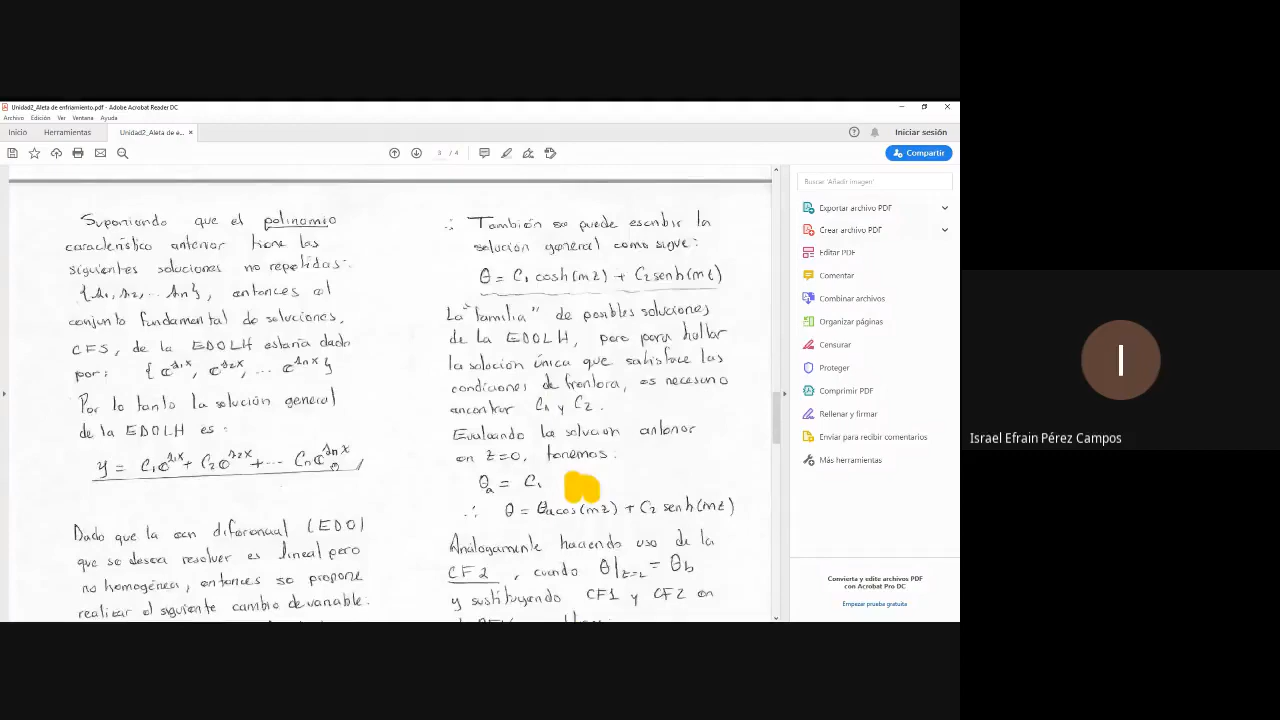 Unidad2_Aleta de enfriamiento.pdf - Adobe Acrobat Reader DC
Archivo Edición Ver Ventana Ayuda
Inicio Herramientas Unidad2_Aleta de e... × Iniciar sesión
3 / 4 Compartir
Suponiendo que el polinomio
característico anterior tiene las
siguientes soluciones no repetidas:
{λ1, λ2, ... λn}, entonces el
conjunto fundamental de soluciones,
CFS, de la EDOLH estaría dado
por: {e^λ1x, e^λ2x, ... e^λnx}
Por lo tanto la solución general
de la EDOLH es:
y = C1e^λ1x + C2e^λ2x + ... Cne^λnx
Dado que la ecn diferencial (EDO)
que se desea resolver es lineal pero
no homogénea, entonces se propone
realizar el siguiente cambio de variable:
∴ También se puede escribir la
solución general como sigue:
θ = C1 cosh(mz) + C2 senh(mz)
La "familia" de posibles soluciones
de la EDOLH, pero para hallar
la solución única que satisface las
condiciones de frontera, es necesario
encontrar C1 y C2.
Evaluando la solución anterior
en z=0, tenemos:
θa = C1
∴ θ = θa cos(mz) + C2 senh(mz)
Análogamente haciendo uso de la
CF2, cuando θ|z=L = θb
y sustituyendo CF1 y CF2 en
Buscar 'Añadir imagen'
Exportar archivo PDF
Crear archivo PDF
Editar PDF
Comentar
Combinar archivos
Organizar páginas
Censurar
Proteger
Comprimir PDF
Rellenar y firmar
Enviar para recibir comentarios
Más herramientas
Convierta y edite archivos PDF
con Acrobat Pro DC
Empezar prueba gratuita
I
Israel Efrain Pérez Campos